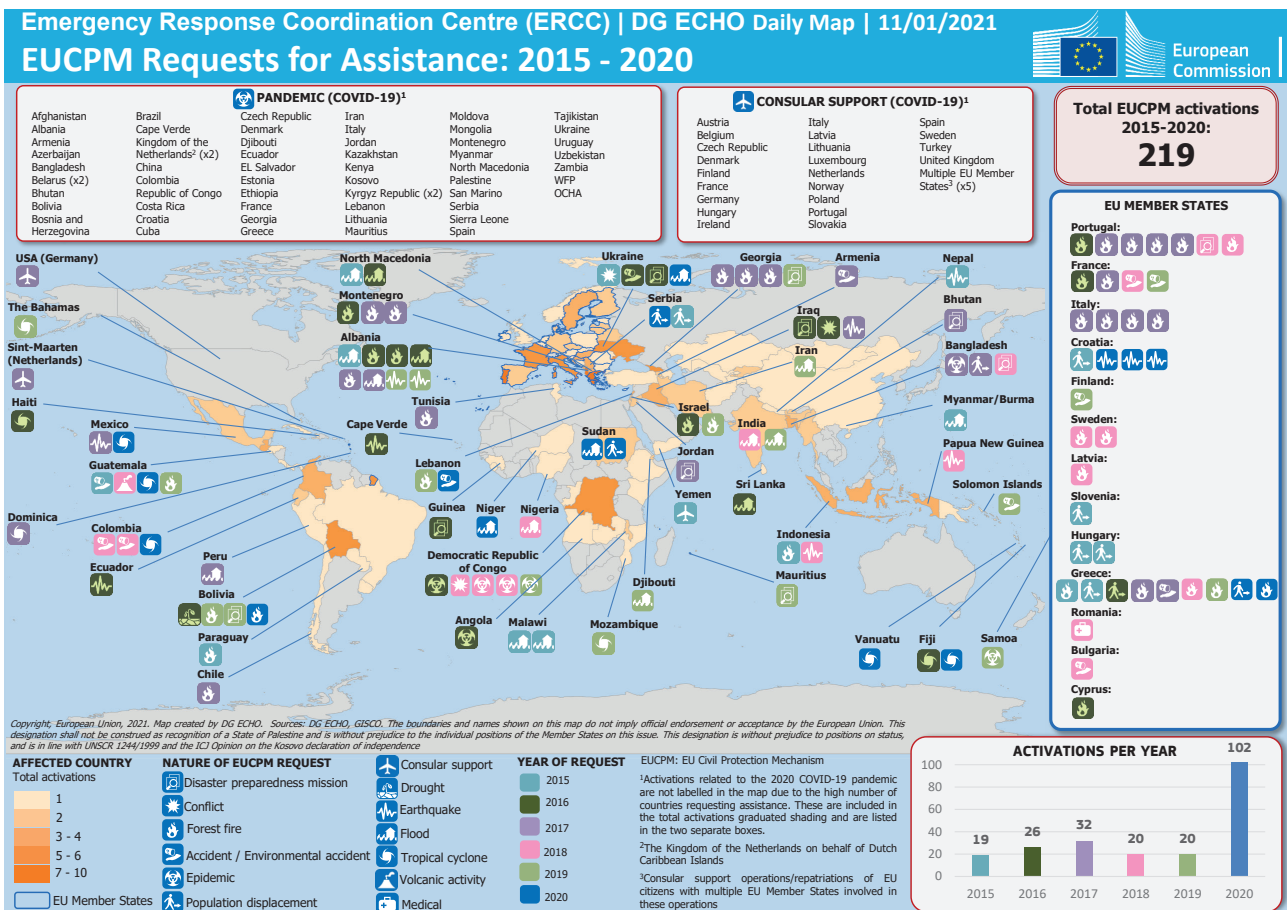 Emergency Response Coordination Centre (ERCC) | DG ECHO Daily Map | 11/01/2021
EUCPM Requests for Assistance: 2015 - 2020
European
Commission
PANDEMIC (COVID-19)1
Afghanistan
Albania
Armenia
Azerbaijan
Bangladesh
Belarus (x2)
Bhutan
Bolivia
Bosnia and
Herzegovina
Brazil
Cape Verde
Kingdom of the
Netherlands2 (x2)
China
Colombia
Republic of Congo
Costa Rica
Croatia
Cuba
Czech Republic
Denmark
Djibouti
Ecuador
EL Salvador
Estonia
Ethiopia
France
Georgia
Greece
Iran
Italy
Jordan
Kazakhstan
Kenya
Kosovo
Kyrgyz Republic (x2)
Lebanon
Lithuania
Mauritius
Moldova
Mongolia
Montenegro
Myanmar
North Macedonia
Palestine
San Marino
Serbia
Sierra Leone
Spain
Tajikistan
Ukraine
Uruguay
Uzbekistan
Zambia
WFP
OCHA
CONSULAR SUPPORT (COVID-19)1
Austria
Belgium
Czech Republic
Denmark
Finland
France
Germany
Hungary
Ireland
Italy
Latvia
Lithuania
Luxembourg
Netherlands
Norway
Poland
Portugal
Slovakia
Spain
Sweden
Turkey
United Kingdom
Multiple EU Member
States3 (x5)
Total EUCPM activations
2015-2020:
219
EU MEMBER STATES
Portugal:
France:
Italy:
Croatia:
Finland:
Sweden:
Latvia:
Slovenia:
Hungary:
Greece:
Romania:
Bulgaria:
Cyprus:
USA (Germany)
The Bahamas
Sint-Maarten
(Netherlands)
Haiti
Mexico
Guatemala
Dominica
Colombia
Ecuador
Peru
Bolivia
Paraguay
Chile
North Macedonia
Montenegro
Albania
Tunisia
Cape Verde
Lebanon
Guinea
Niger
Nigeria
Democratic Republic
of Congo
Angola
Malawi
Mozambique
Djibouti
Sudan
Ukraine
Serbia
Georgia
Armenia
Iraq
Iran
Israel
Jordan
Yemen
India
Sri Lanka
Nepal
Bhutan
Bangladesh
Myanmar/Burma
Papua New Guinea
Solomon Islands
Indonesia
Mauritius
Vanuatu
Fiji
Samoa
Copyright, European Union, 2021. Map created by DG ECHO. Sources: DG ECHO, GISCO. The boundaries and names shown on this map do not imply official endorsement or acceptance by the European Union. This
designation shall not be construed as recognition of a State of Palestine and is without prejudice to the individual positions of the Member States on this issue. This designation is without prejudice to positions on status,
and is in line with UNSCR 1244/1999 and the ICJ Opinion on the Kosovo declaration of independence
AFFECTED COUNTRY
Total activations
1
2
3 - 4
5 - 6
7 - 10
EU Member States
NATURE OF EUCPM REQUEST
Disaster preparedness mission
Conflict
Forest fire
Accident / Environmental accident
Epidemic
Population displacement
Consular support
Drought
Earthquake
Flood
Tropical cyclone
Volcanic activity
Medical
YEAR OF REQUEST
2015
2016
2017
2018
2019
2020
EUCPM: EU Civil Protection Mechanism
1Activations related to the 2020 COVID-19 pandemic
are not labelled in the map due to the high number of
countries requesting assistance. These are included in
the total activations graduated shading and are listed
in the two separate boxes.
2The Kingdom of the Netherlands on behalf of Dutch
Caribbean Islands
3Consular support operations/repatriations of EU
citizens with multiple EU Member States involved in
these operations
ACTIVATIONS PER YEAR
100
80
60
40
20
0
19
26
32
20
20
102
2015
2016
2017
2018
2019
2020